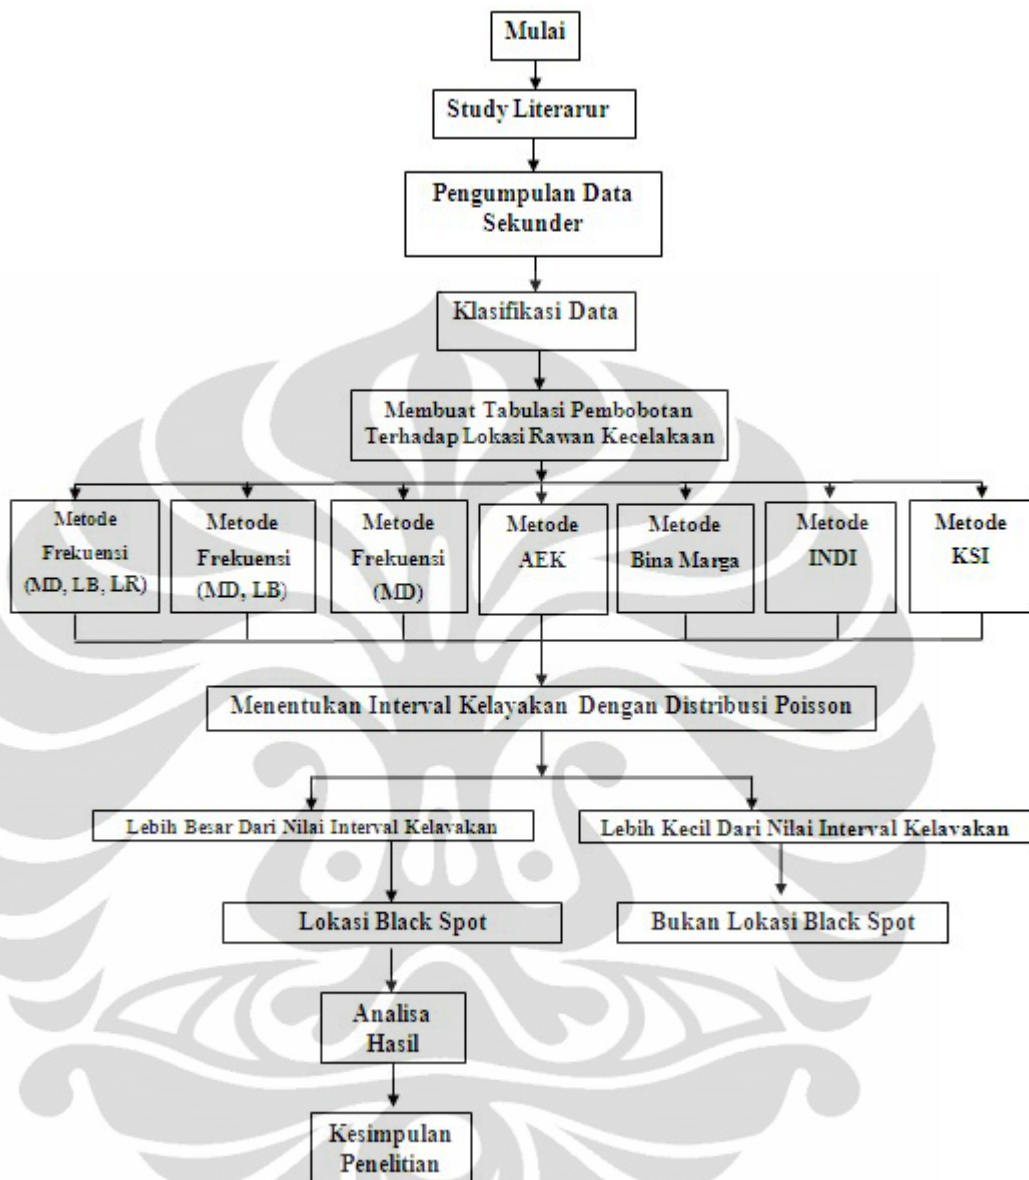 Mulai
Study Literarur
Pengumpulan Data
Sekunder
Klasifikasi Data
Membuat Tabulasi Pembobotan
Terhadap Lokasi Rawan Kecelakaan
Metode
Frekuensi
(MD, LB, LR)
Metode
Frekuensi
(MD, LB)
Metode
Frekuensi
(MD)
Metode
AEK
Metode
Bina Marga
Metode
INDI
Metode
KSI
Menentukan Interval Kelayakan Dengan Distribusi Poisson
Lebih Besar Dari Nilai Interval Kelayakan
Lebih Kecil Dari Nilai Interval Kelayakan
Lokasi Black Spot
Bukan Lokasi Black Spot
Analisa
Hasil
Kesimpulan
Penelitian